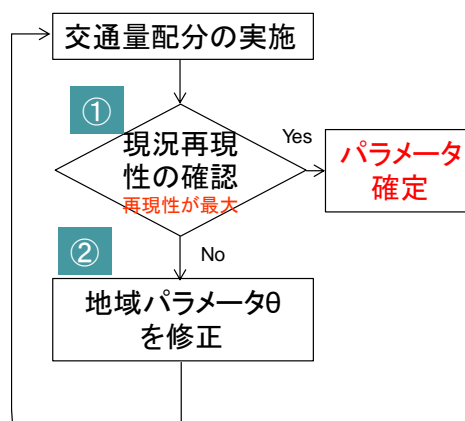 交通量配分の実施
①
現況再現
性の確認
再現性が最大
Yes
パラメータ
確定
②
No
地域パラメータθ
を修正